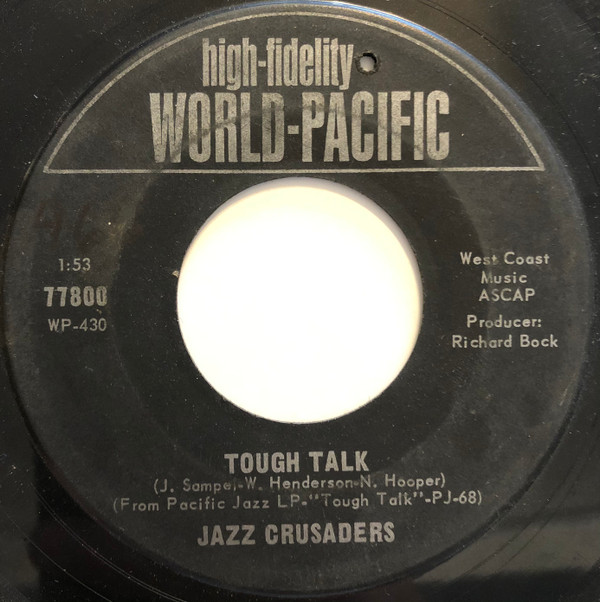 high-fidelity
WORLD-PACIFIC
1:53
77800
WP-430
West Coast
Music
ASCAP
Producer:
Richard Bock
TOUGH TALK
(J. Sample-W. Henderson-N. Hooper)
(From Pacific Jazz LP-"Tough Talk"-PJ-68)
JAZZ CRUSADERS